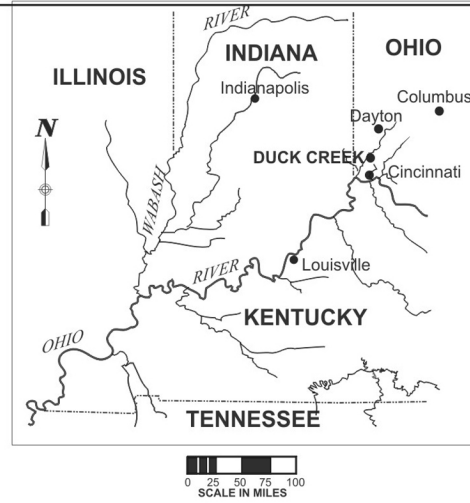 RIVER
INDIANA
OHIO
ILLINOIS
Indianapolis
Columbus
Dayton
N
DUCK CREEK
Cincinnati
WABASH
RIVER
Louisville
KENTUCKY
OHIO
TENNESSEE
0 25 50 75 100
SCALE IN MILES